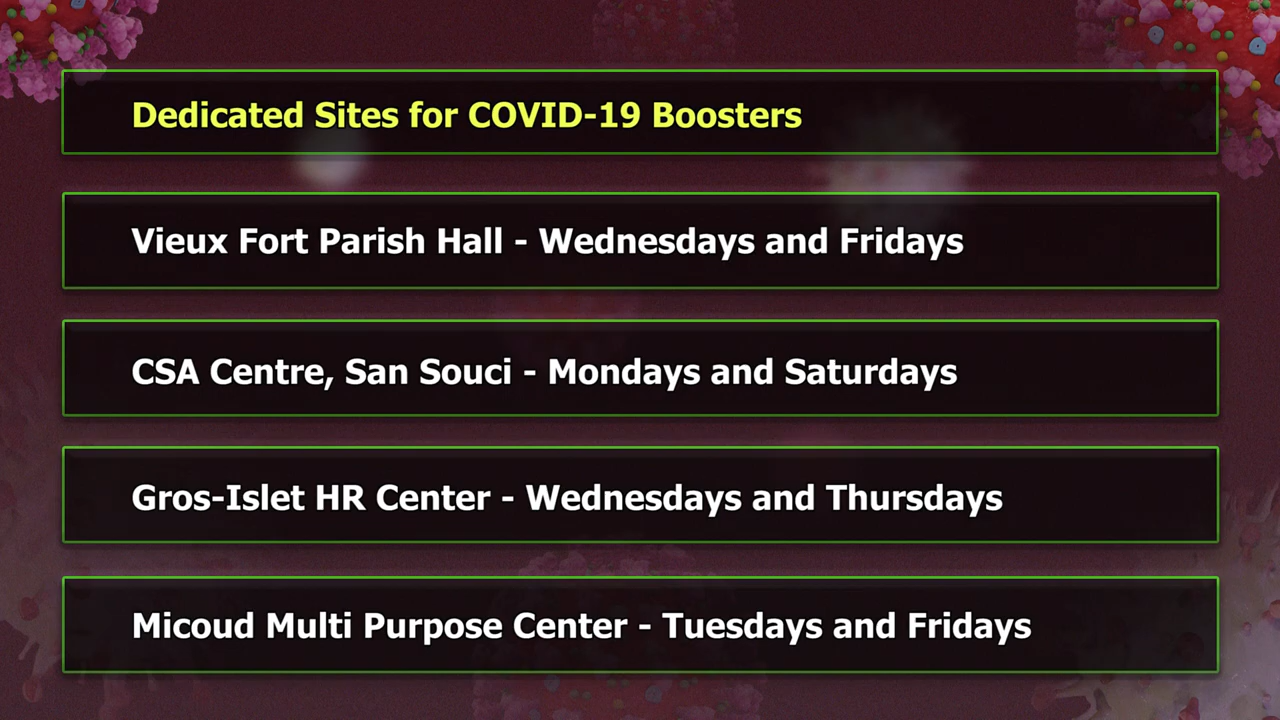 Dedicated Sites for COVID-19 Boosters
Vieux Fort Parish Hall - Wednesdays and Fridays
CSA Centre, San Souci - Mondays and Saturdays
Gros-Islet HR Center - Wednesdays and Thursdays
Micoud Multi Purpose Center - Tuesdays and Fridays